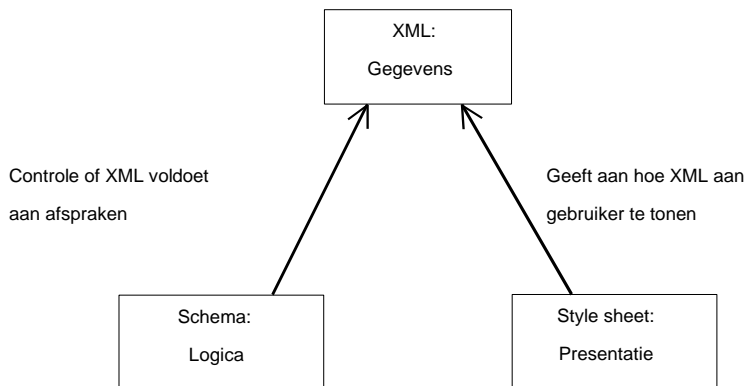 XML:
Gegevens
Controle of XML voldoet
aan afspraken
Geeft aan hoe XML aan
gebruiker te tonen
Schema:
Logica
Style sheet:
Presentatie